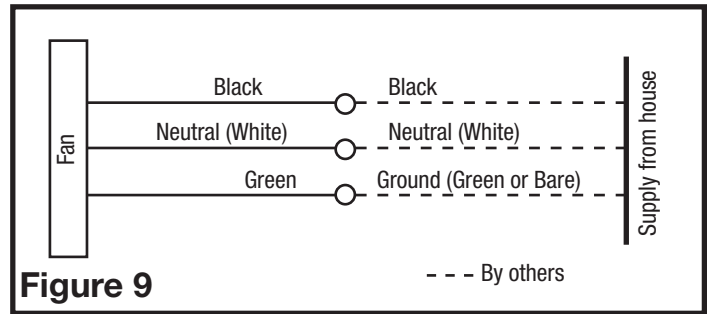 Fan
Black Black
Neutral (White) Neutral (White)
Green Ground (Green or Bare)
Supply from house
- - - By others
Figure 9